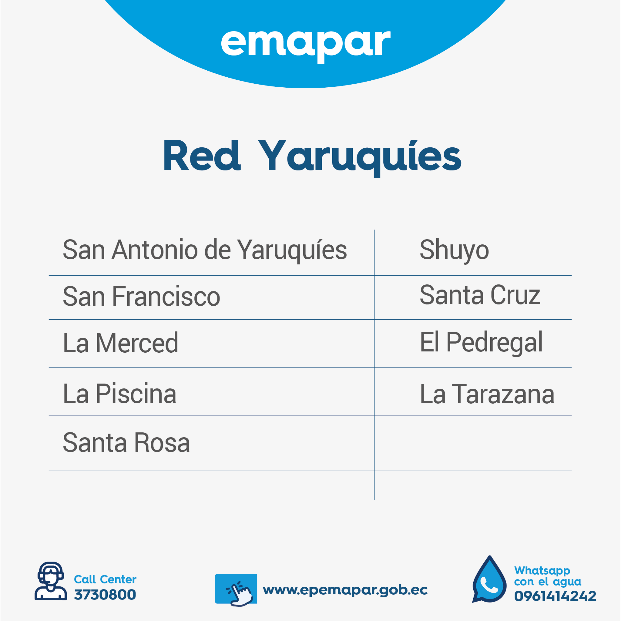 emapar
Red Yaruquíes
San Antonio de Yaruquíes
Shuyo
San Francisco
Santa Cruz
La Merced
El Pedregal
La Piscina
La Tarazana
Santa Rosa
Call Center
3730800
www.epemapar.gob.ec
Whatsapp
con el agua
0961414242